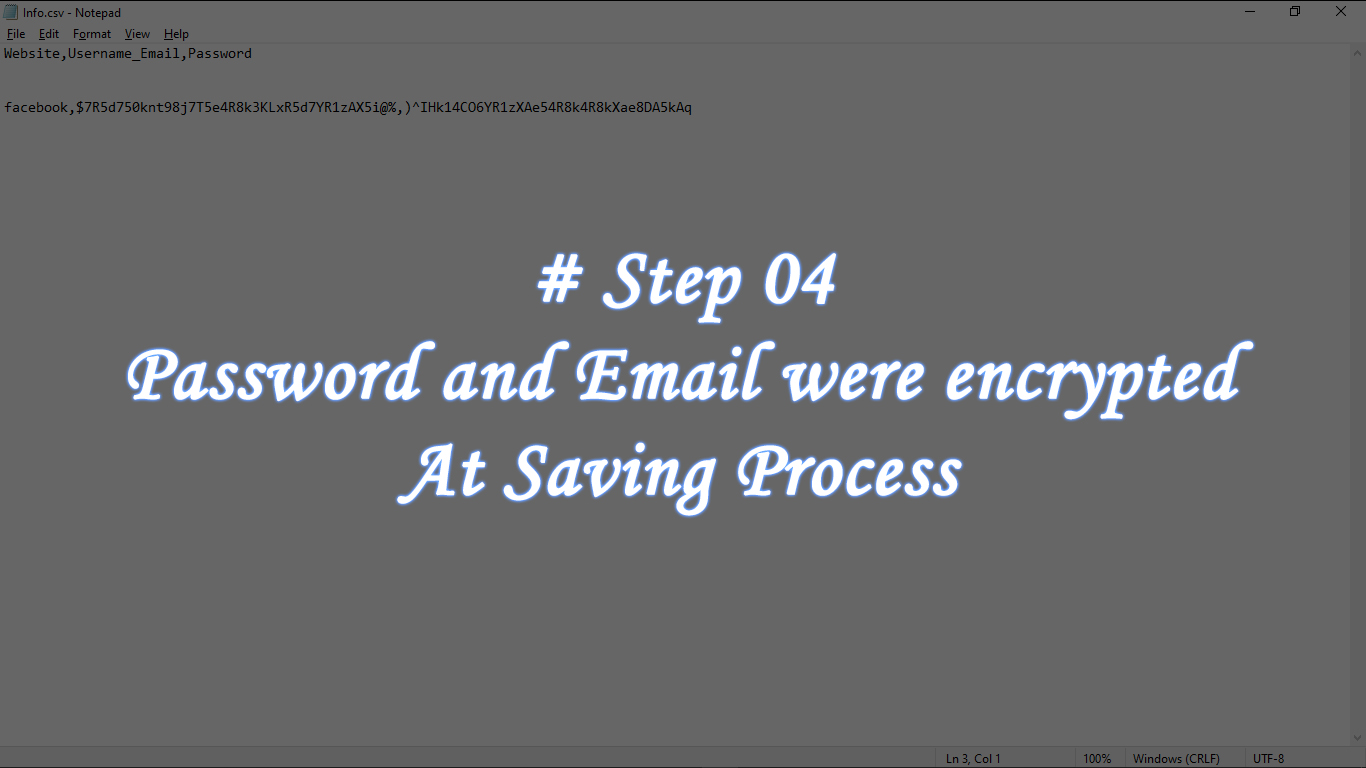 Info.csv - Notepad
File Edit Format View Help
Website,Username_Email,Password
facebook,$7R5d750knt98j7T5e4R8k3KLxR5d7YR1zAX5i@%,)^IHk14CO6YR1zXAe54R8k4R8kXae8DA5kAq
# Step 04
Password and Email were encrypted
At Saving Process
Ln 3, Col 1 100% Windows (CRLF) UTF-8